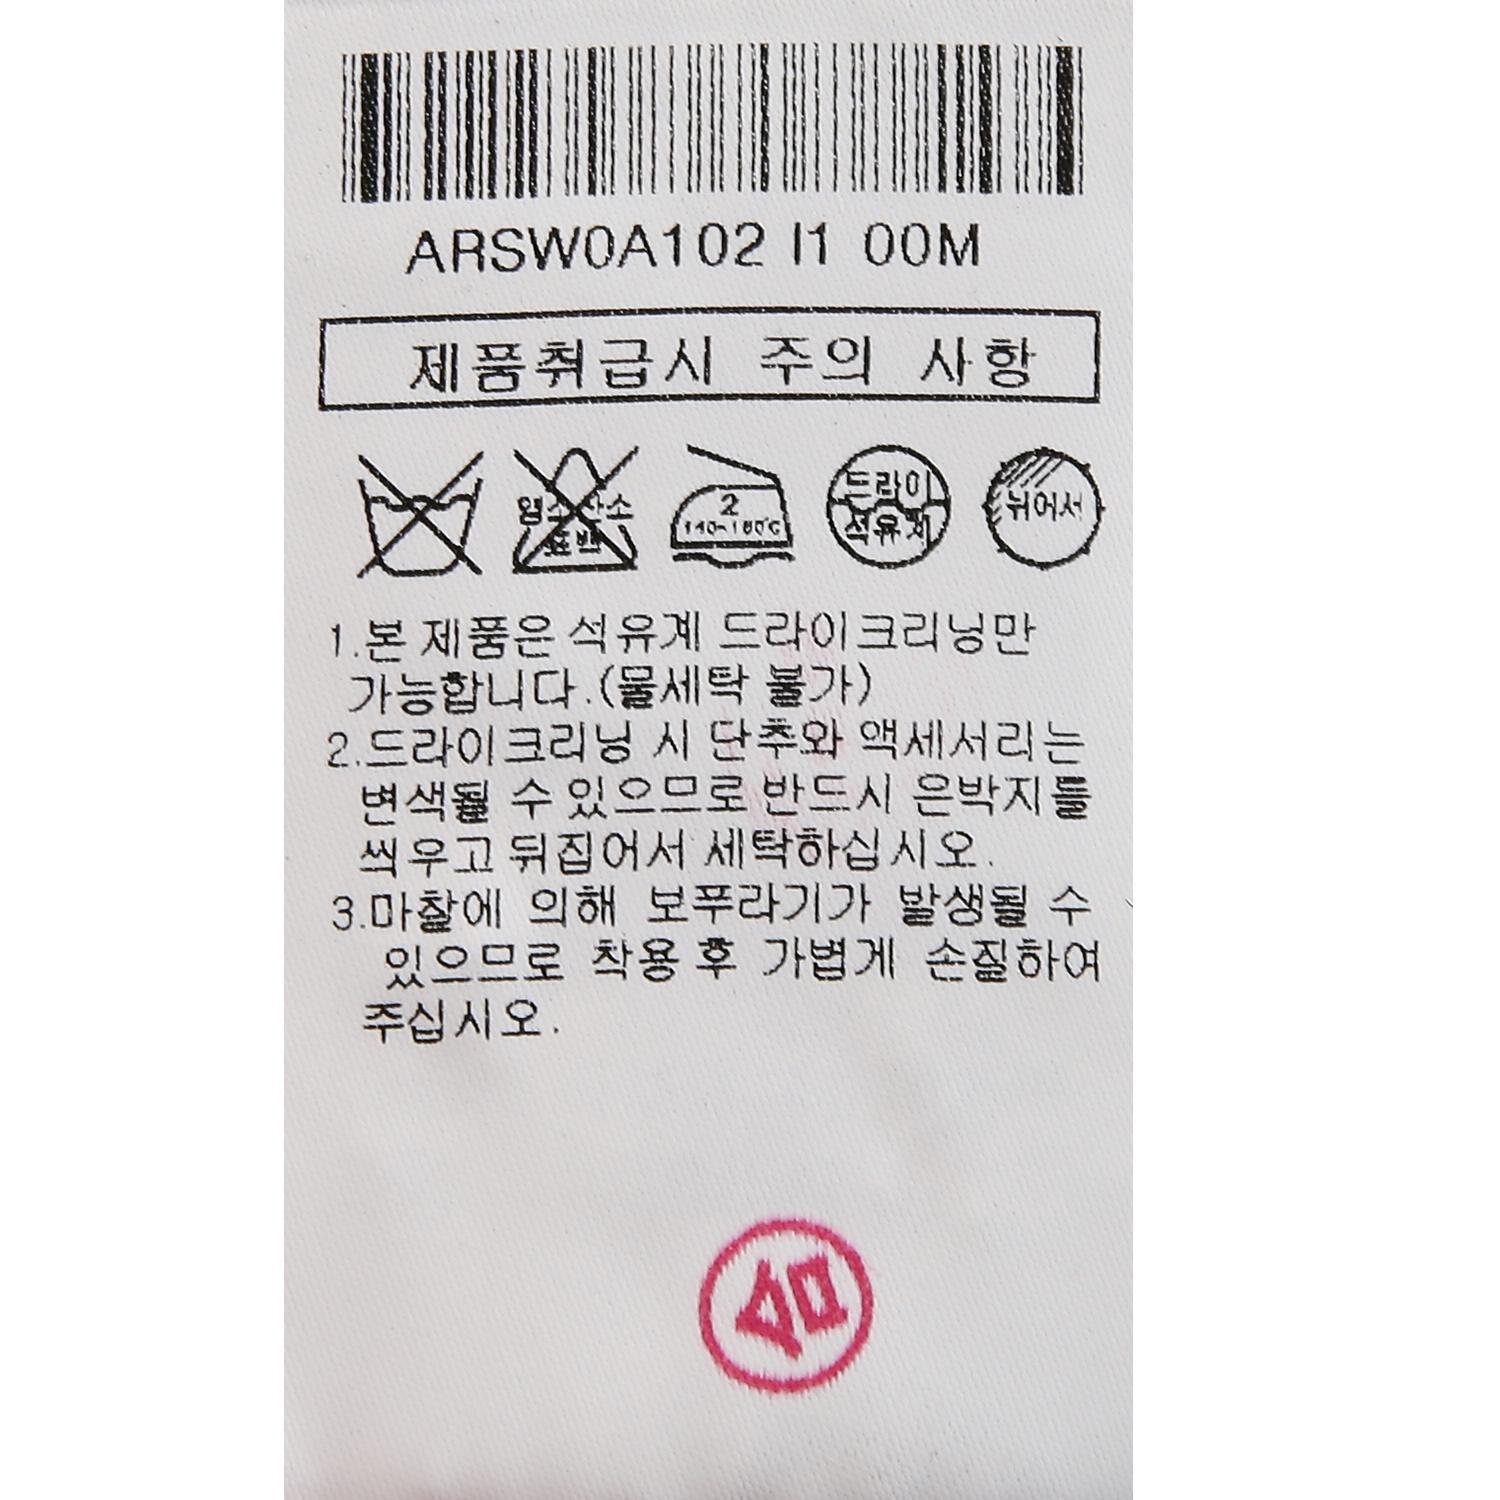 ARSW0A102 I1 00M
제품취급시 주의 사항
염소 산소
표백
2
140~160℃
드라이
석유계
뉘어서
1.본 제품은 석유계 드라이크리닝만
가능합니다.(물세탁 불가)
2.드라이크리닝 시 단추와 액세서리는
변색될 수 있으므로 반드시 은박지를
씌우고 뒤집어서 세탁하십시오.
3.마찰에 의해 보푸라기가 발생될 수
있으므로 착용 후 가볍게 손질하여
주십시오.